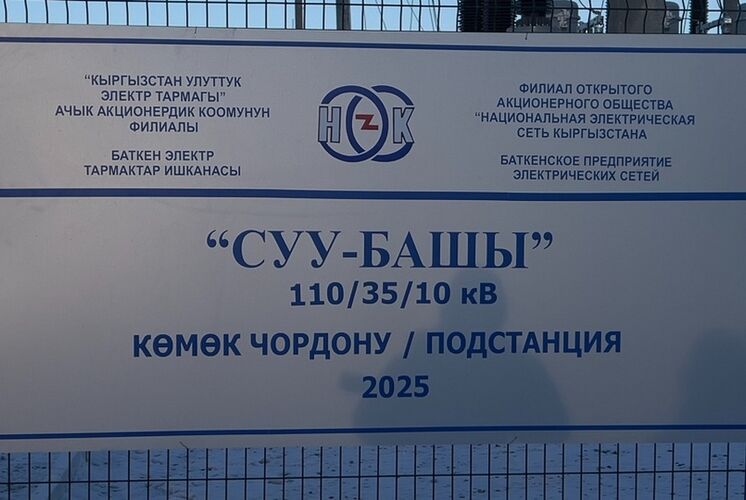 "КЫРГЫЗСТАН УЛУТТУК
ЭЛЕКТР ТАРМАГЫ"
АЧЫК АКЦИОНЕРДИК КООМУНУН
ФИЛИАЛЫ
БАТКЕН ЭЛЕКТР
ТАРМАКТАР ИШКАНАСЫ
Н К
ФИЛИАЛ ОТКРЫТОГО
АКЦИОНЕРНОГО ОБЩЕСТВА
"НАЦИОНАЛЬНАЯ ЭЛЕКТРИЧЕСКАЯ
СЕТЬ КЫРГЫЗСТАНА
БАТКЕНСКОЕ ПРЕДПРИЯТИЕ
ЭЛЕКТРИЧЕСКИХ СЕТЕЙ
“СУУ-БАШЫ”
110/35/10 кВ
КӨМӨК ЧОРДОНУ / ПОДСТАНЦИЯ
2025